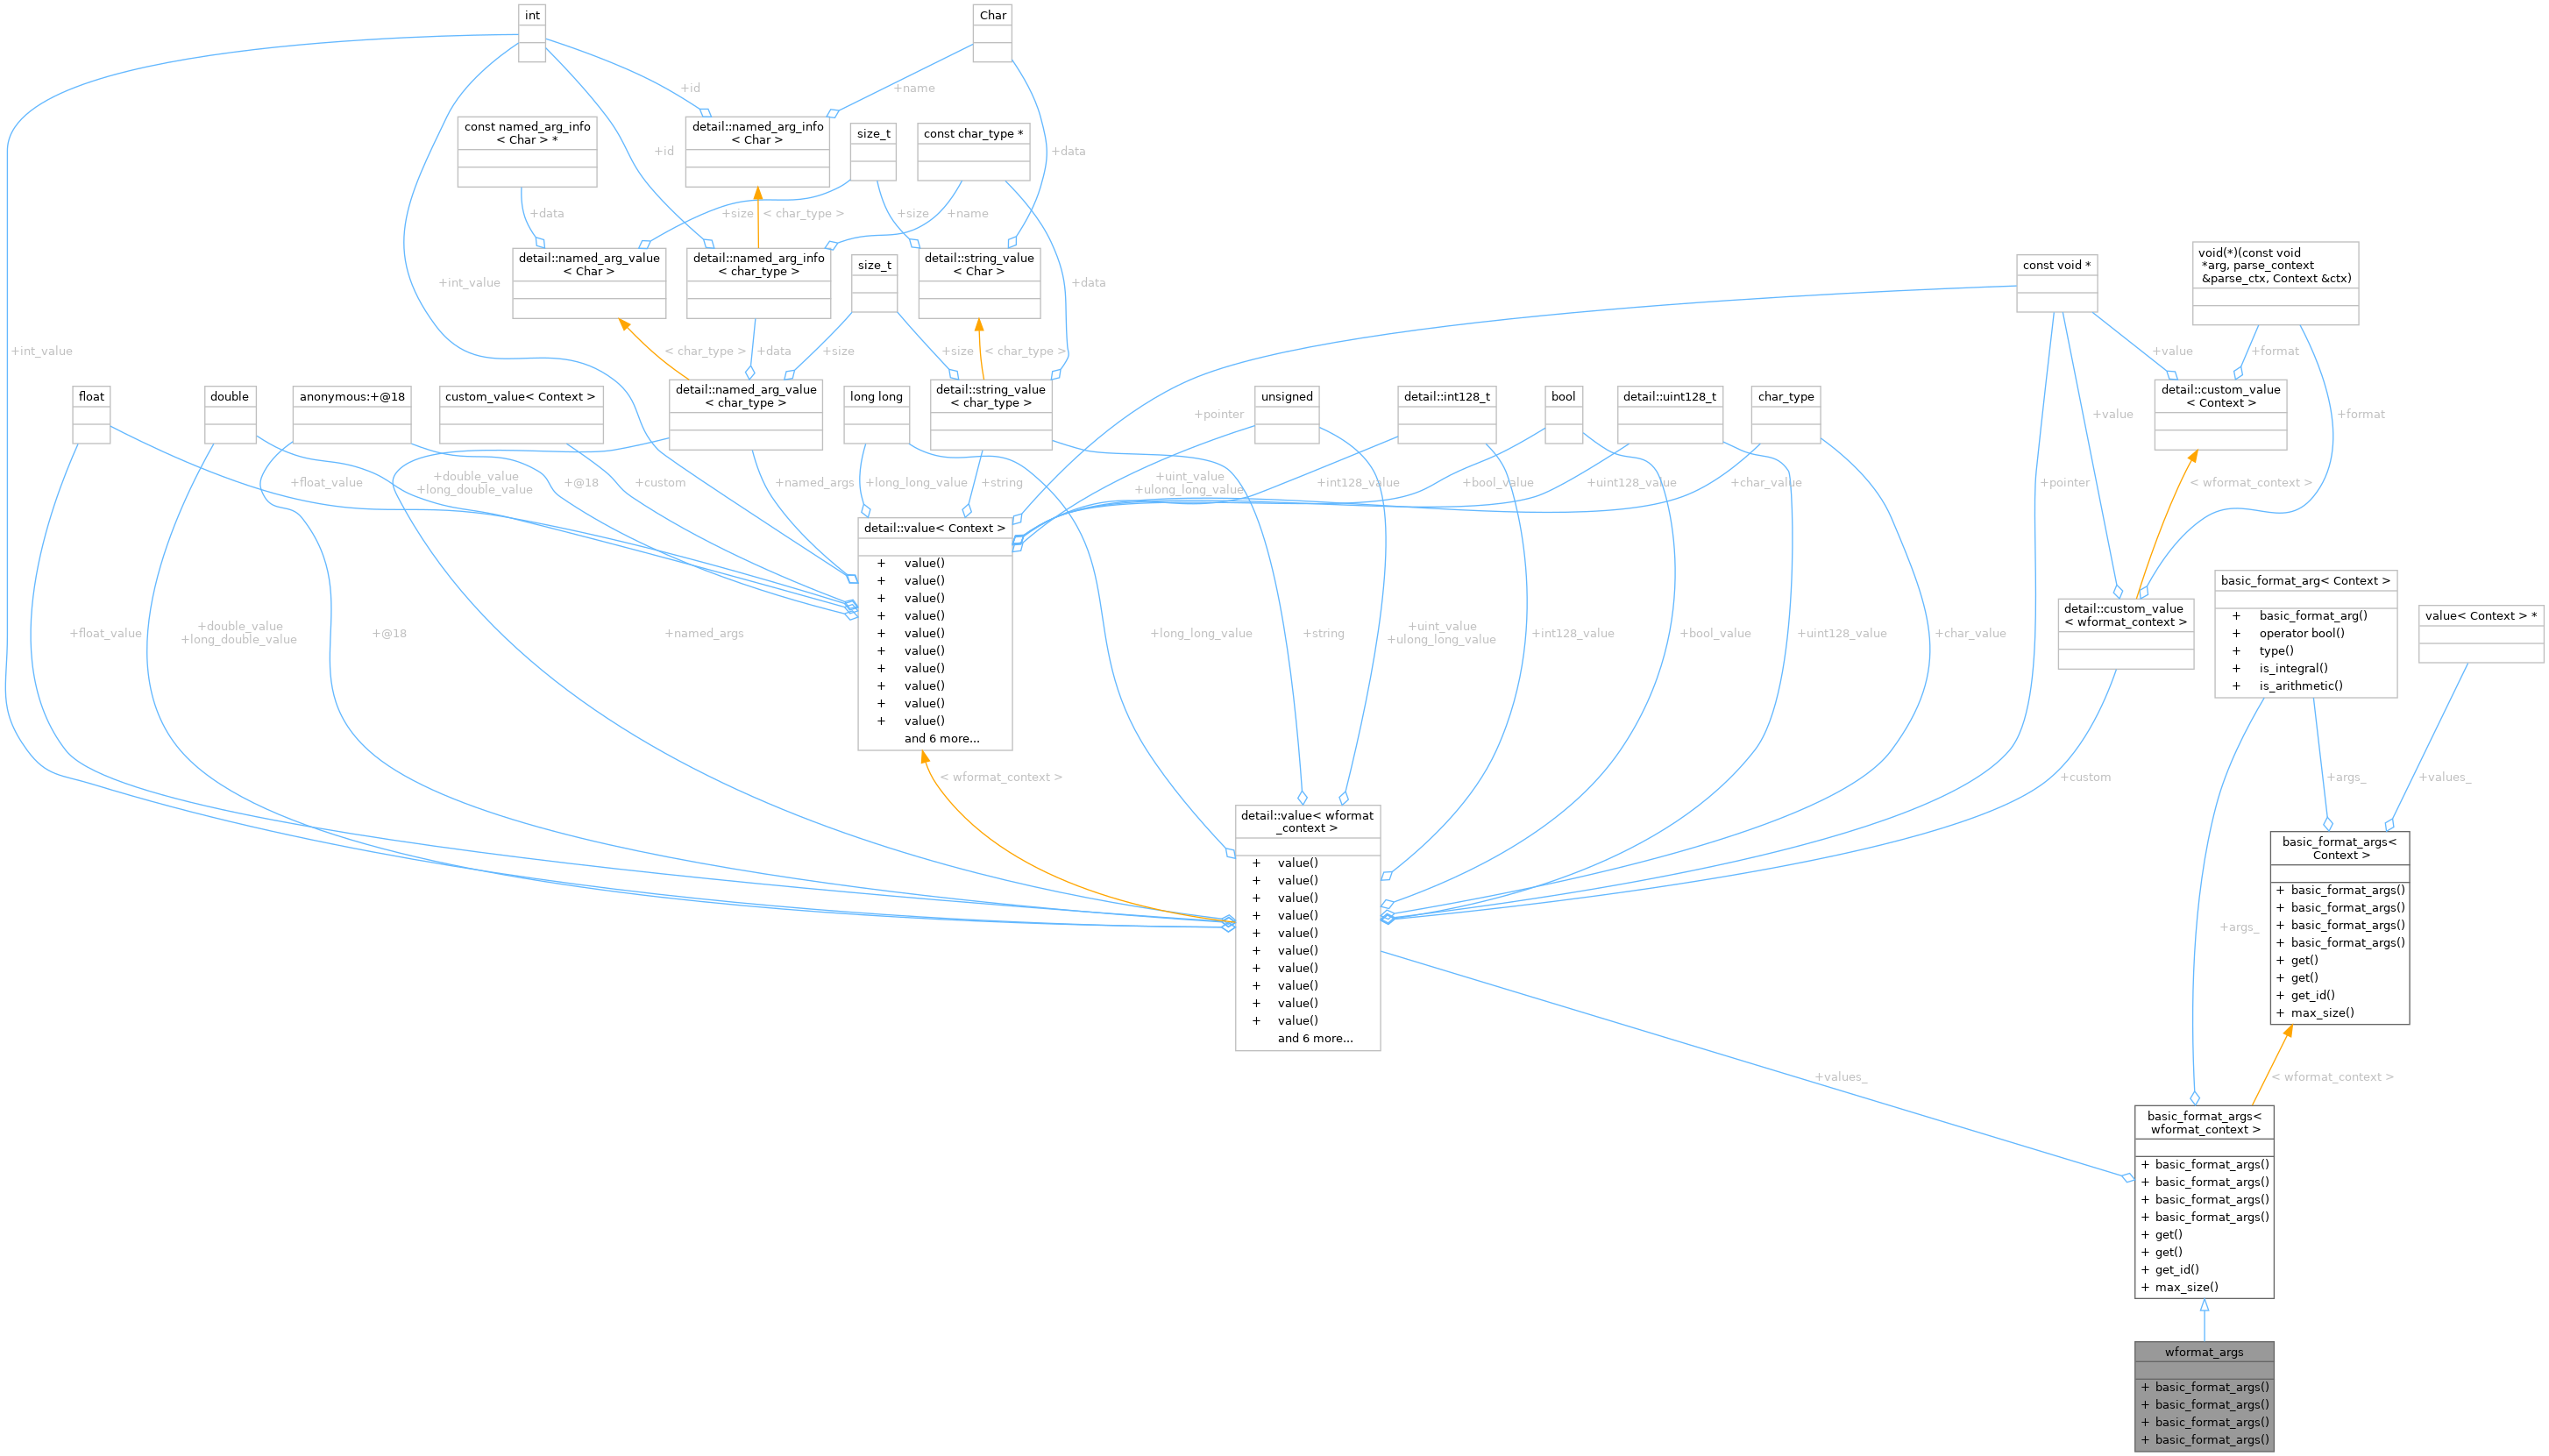 int
Char
+id
+name
const named_arg_info
< Char > *
detail::named_arg_info
< Char >
size_t
const char_type *
+id
+data
+data
+size
< char_type >
+size
+name
detail::named_arg_value
< Char >
detail::named_arg_info
< char_type >
size_t
detail::string_value
< Char >
const void *
void(*)(const void
*arg, parse_context
&parse_ctx, Context &ctx)
+int_value
+data
+int_value
< char_type >
+data
+size
+size
< char_type >
+value
+format
float
double
anonymous:+@18
custom_value< Context >
detail::named_arg_value
< char_type >
long long
detail::string_value
< char_type >
unsigned
detail::int128_t
bool
detail::uint128_t
char_type
detail::custom_value
< Context >
+pointer
+value
+format
+float_value
+double_value
+long_double_value
+@18
+custom
+named_args
+long_long_value
+string
+uint_value
+ulong_long_value
+int128_value
+bool_value
+uint128_value
+char_value
+pointer
< wformat_context >
detail::value< Context >
+ value()
+ value()
+ value()
+ value()
+ value()
+ value()
+ value()
+ value()
+ value()
+ value()
and 6 more...
detail::custom_value
< wformat_context >
basic_format_arg< Context >
+ basic_format_arg()
+ operator bool()
+ type()
+ is_integral()
+ is_arithmetic()
value< Context > *
+float_value
+double_value
+long_double_value
+@18
+named_args
+long_long_value
+string
+uint_value
+ulong_long_value
+int128_value
+bool_value
+uint128_value
+char_value
< wformat_context >
+custom
+args_
+values_
detail::value< wformat
_context >
+ value()
+ value()
+ value()
+ value()
+ value()
+ value()
+ value()
+ value()
+ value()
+ value()
and 6 more...
basic_format_args<
Context >
+ basic_format_args()
+ basic_format_args()
+ basic_format_args()
+ basic_format_args()
+ get()
+ get()
+ get_id()
+ max_size()
+args_
+values_
< wformat_context >
basic_format_args<
wformat_context >
+ basic_format_args()
+ basic_format_args()
+ basic_format_args()
+ basic_format_args()
+ get()
+ get()
+ get_id()
+ max_size()
wformat_args
+ basic_format_args()
+ basic_format_args()
+ basic_format_args()
+ basic_format_args()